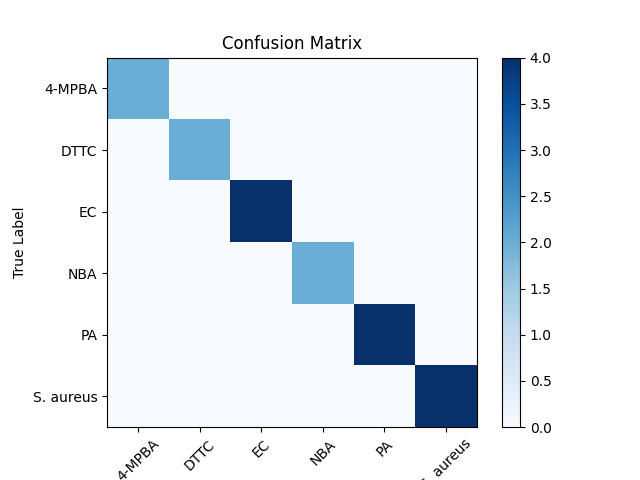 Confusion Matrix
True Label
4-MPBA
DTTC
EC
NBA
PA
S. aureus
4-MPBA
DTTC
EC
NBA
PA
aureus
4.0
3.5
3.0
2.5
2.0
1.5
1.0
0.5
0.0